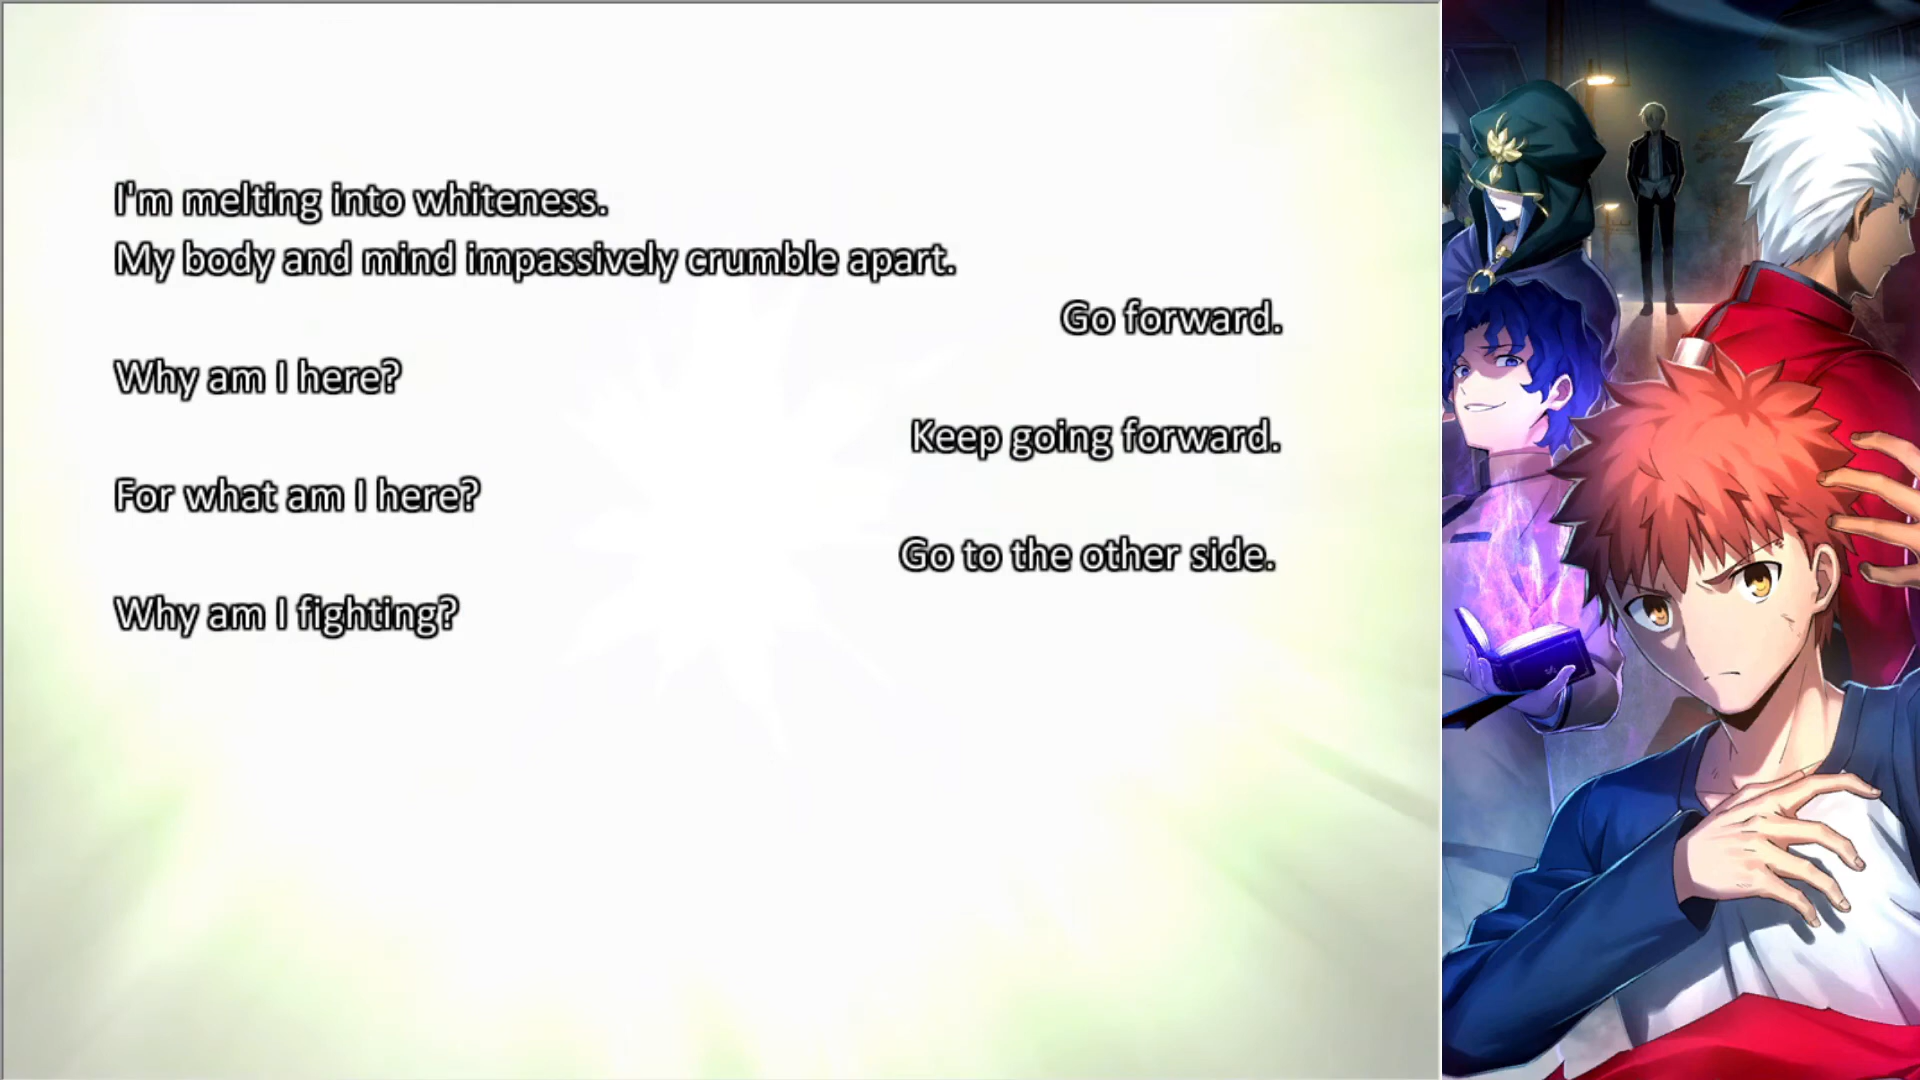 I'm melting into whiteness.
My body and mind impassively crumble apart.
Go forward.
Why am I here?
Keep going forward.
For what am I here?
Go to the other side.
Why am I fighting?